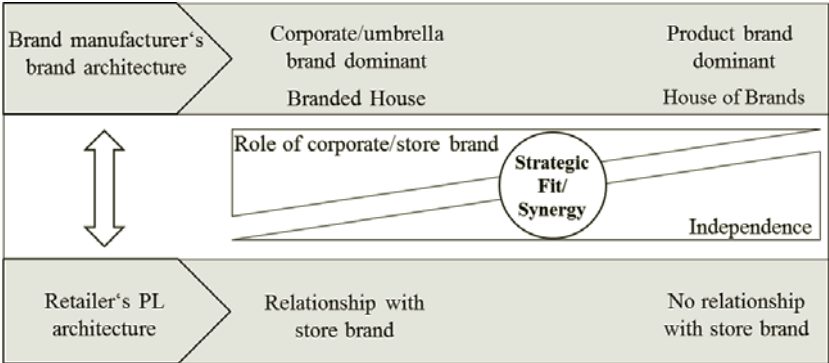 Brand manufacturer‘s
brand architecture
Corporate/umbrella
brand dominant
Branded House
Product brand
dominant
House of Brands
Role of corporate/store brand
Strategic
Fit/
Synergy
Independence
Retailer‘s PL
architecture
Relationship with
store brand
No relationship
with store brand